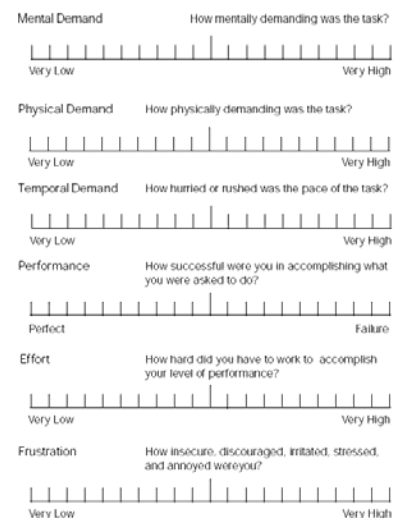 Mental Demand How mentally demanding was the task?
Very Low Very High
Physical Demand How physically demanding was the task?
Very Low Very High
Temporal Demand How hurried or rushed was the pace of the task?
Very Low Very High
Performance How successful were you in accomplishing what
you were asked to do?
Perfect Failure
Effort How hard did you have to work to accomplish
your level of performance?
Very Low Very High
Frustration How insecure, discouraged, irritated, stressed,
and annoyed wereyou?
Very Low Very High